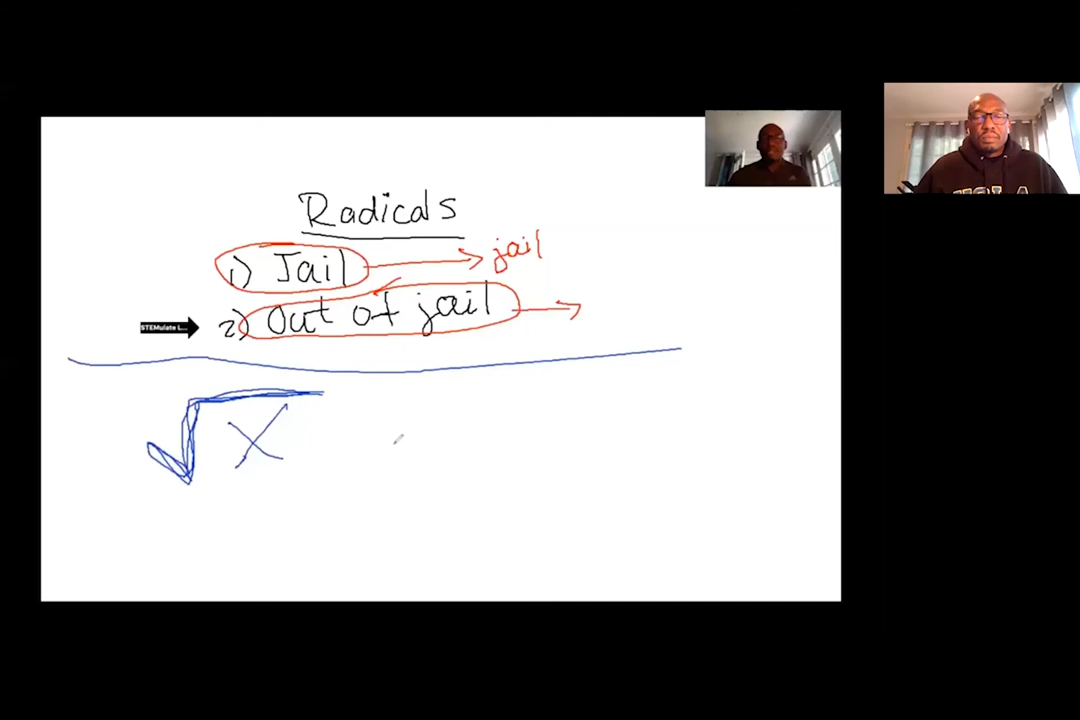 Radicals
1) Jail → jail
2) Out of jail →
STEMulate L...
√x